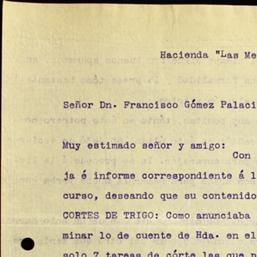 Hacienda "Las Me
Señor Dn. Francisco Gómez Palaci
Muy estimado señor y amigo:
Con
ja é informe correspondiente á l
curso, deseando que su contenido
CORTES DE TRIGO: Como anunciaba
minar lo de cuente de Hda. en el
solo 7 tareas de córte las que p